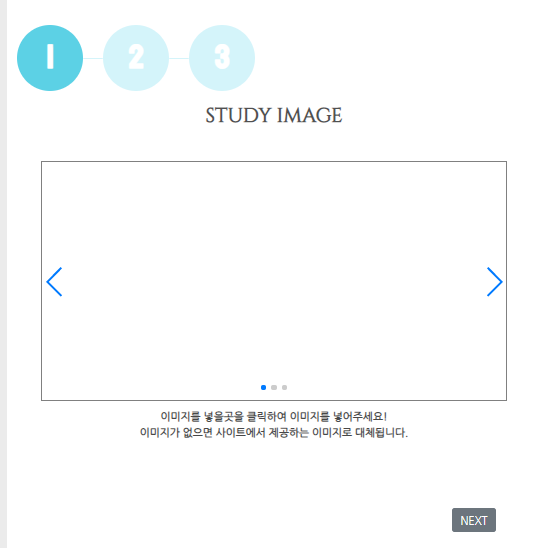 1 2 3
STUDY IMAGE
이미지를 넣을곳을 클릭하여 이미지를 넣어주세요!
이미지가 없으면 사이트에서 제공하는 이미지로 대체됩니다.
NEXT